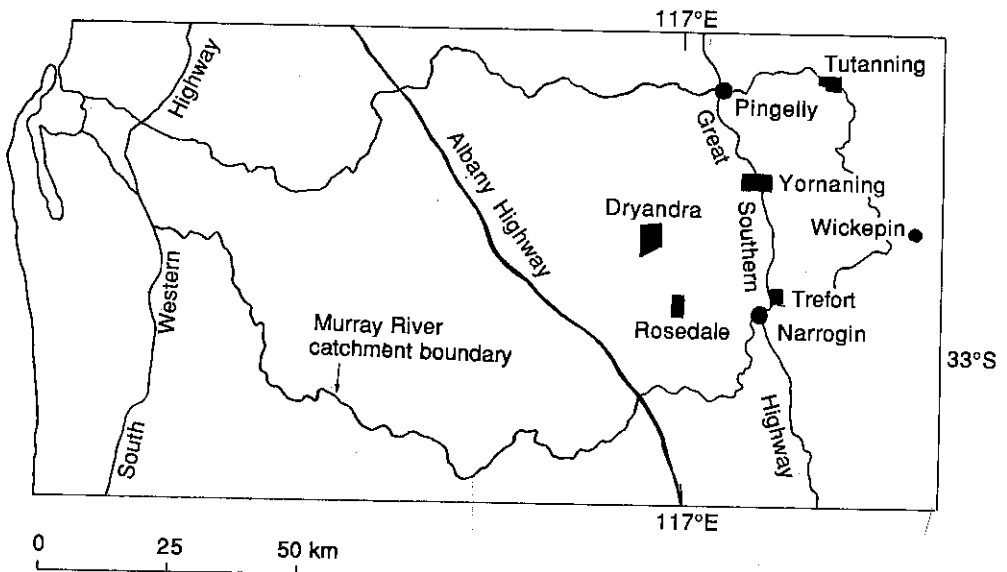 117°E
Highway
Tutanning
Pingelly
Great
Albany Highway
Yornaning
Dryandra
Southern
Wickepin
Western
Trefort
Rosedale
Narrogin
Murray River
catchment boundary
33°S
South
Highway
117°E
0 25 50 km